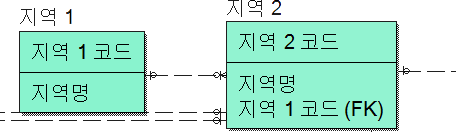 지역 1
지역 1 코드
지역명
지역 2
지역 2 코드
지역명
지역 1 코드 (FK)